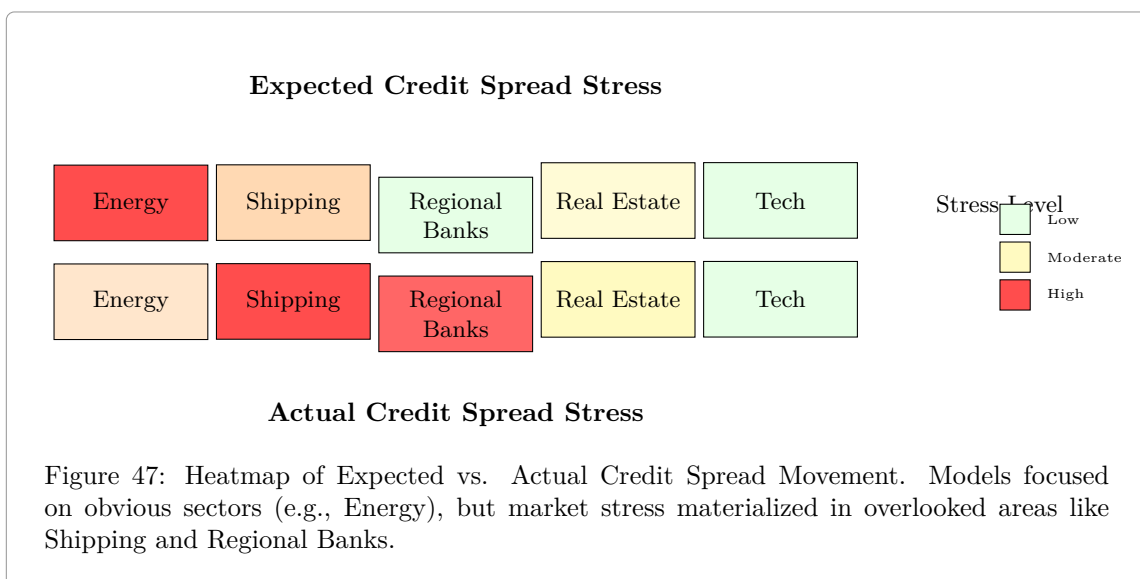 Expected Credit Spread Stress
Energy
Shipping
Regional
Banks
Real Estate
Tech
Stress Level
Low
Moderate
High
Energy
Shipping
Regional
Banks
Real Estate
Tech
Actual Credit Spread Stress
Figure 47: Heatmap of Expected vs. Actual Credit Spread Movement. Models focused
on obvious sectors (e.g., Energy), but market stress materialized in overlooked areas like
Shipping and Regional Banks.